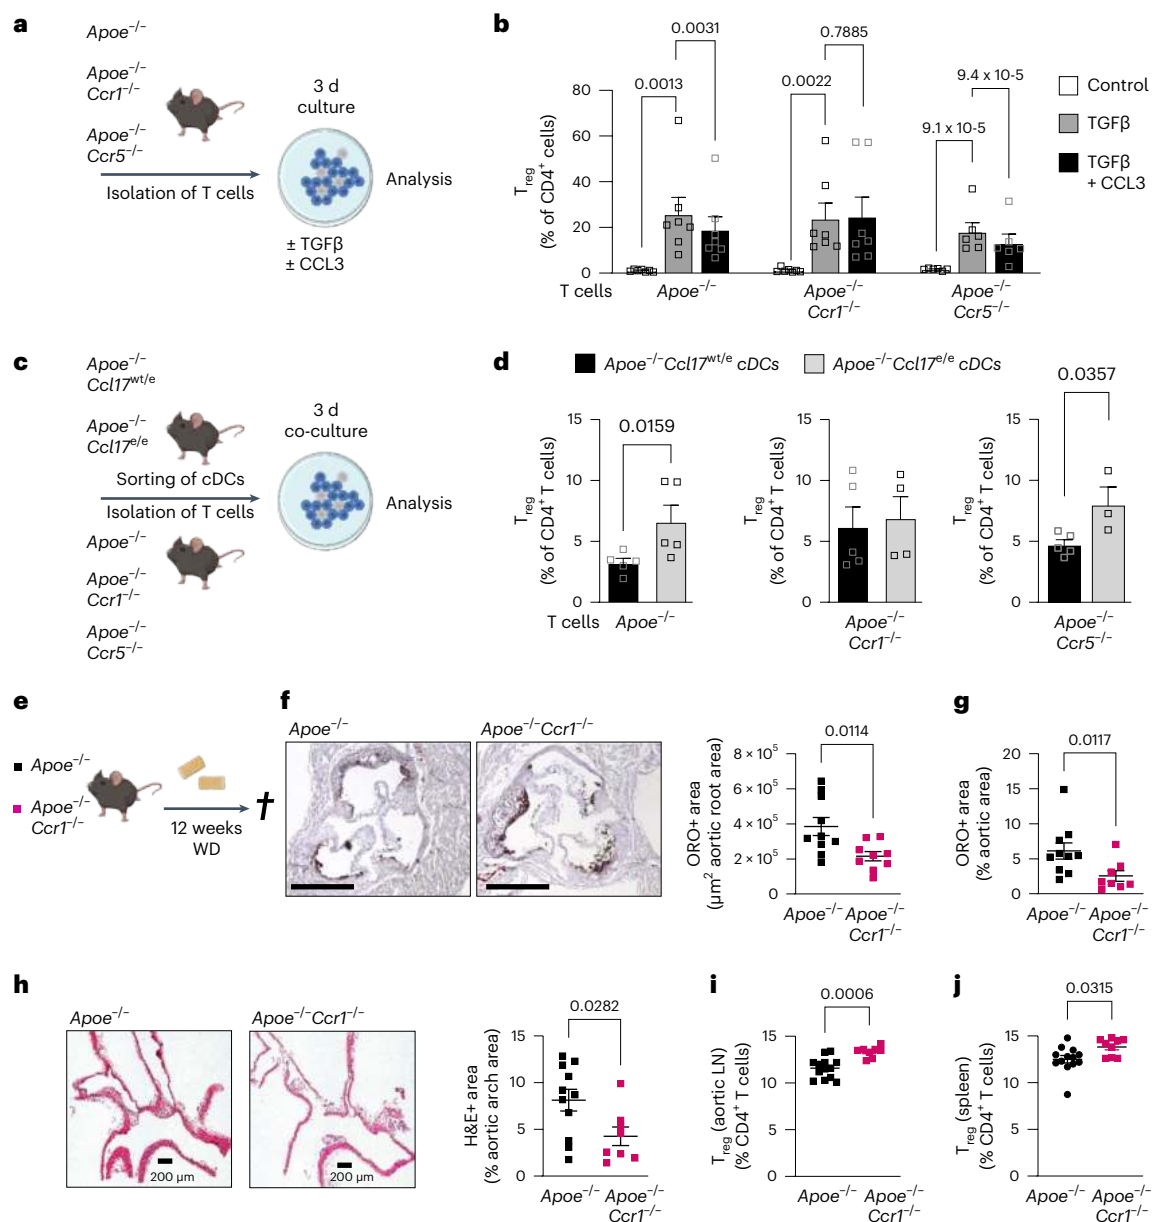 a
Apoe−/−
Apoe−/−
Ccr1−/−
Apoe−/−
Ccr5−/−
Isolation of T cells
3 d
culture
± TGFβ
± CCL3
Analysis
b
Treg
(% of CD4+ cells)
80
60
40
20
0
0.0013
0.0031
0.0022
0.7885
9.1 x 10-5
9.4 x 10-5
Control
TGFβ
TGFβ
+ CCL3
T cells
Apoe−/−
Apoe−/−
Ccr1−/−
Apoe−/−
Ccr5−/−
c
Apoe−/−
Ccl17wt/e
Apoe−/−
Ccl17e/e
Sorting of cDCs
Isolation of T cells
Apoe−/−
Apoe−/−
Ccr1−/−
Apoe−/−
Ccr5−/−
3 d
co-culture
Analysis
d
Apoe−/−Ccl17wt/e cDCs
Apoe−/−Ccl17e/e cDCs
Treg
(% of CD4+ T cells)
15
10
5
0
0.0159
T cells
Apoe−/−
Treg
(% of CD4+ T cells)
15
10
5
0
Apoe−/−
Ccr1−/−
Treg
(% of CD4+ T cells)
15
10
5
0
0.0357
Apoe−/−
Ccr5−/−
e
Apoe−/−
Apoe−/−
Ccr1−/−
12 weeks
WD
†
f
Apoe−/−
Apoe−/−Ccr1−/−
ORO+ area
(µm2 aortic root area)
8 × 105
6 × 105
4 × 105
2 × 105
0
0.0114
Apoe−/−
Apoe−/−
Ccr1−/−
g
ORO+ area
(% aortic area)
20
15
10
5
0
0.0117
Apoe−/−
Apoe−/−
Ccr1−/−
h
Apoe−/−
Apoe−/−Ccr1−/−
200 µm
200 µm
H&E+ area
(% aortic arch area)
15
10
5
0
0.0282
Apoe−/−
Apoe−/−
Ccr1−/−
i
Treg (aortic LN)
(% CD4+ T cells)
15
10
5
0
0.0006
Apoe−/−
Apoe−/−
Ccr1−/−
j
Treg (spleen)
(% CD4+ T cells)
15
10
5
0
0.0315
Apoe−/−
Apoe−/−
Ccr1−/−